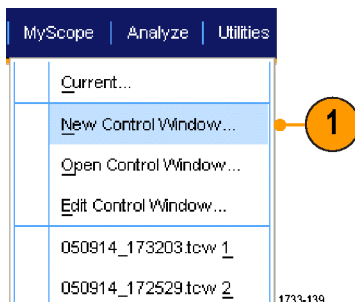 MyScope | Analyze | Utilities
Current...
New Control Window...
1
Open Control Window...
Edit Control Window...
050914_173203.tcw 1
050914_172529.tcw 2
1733-139